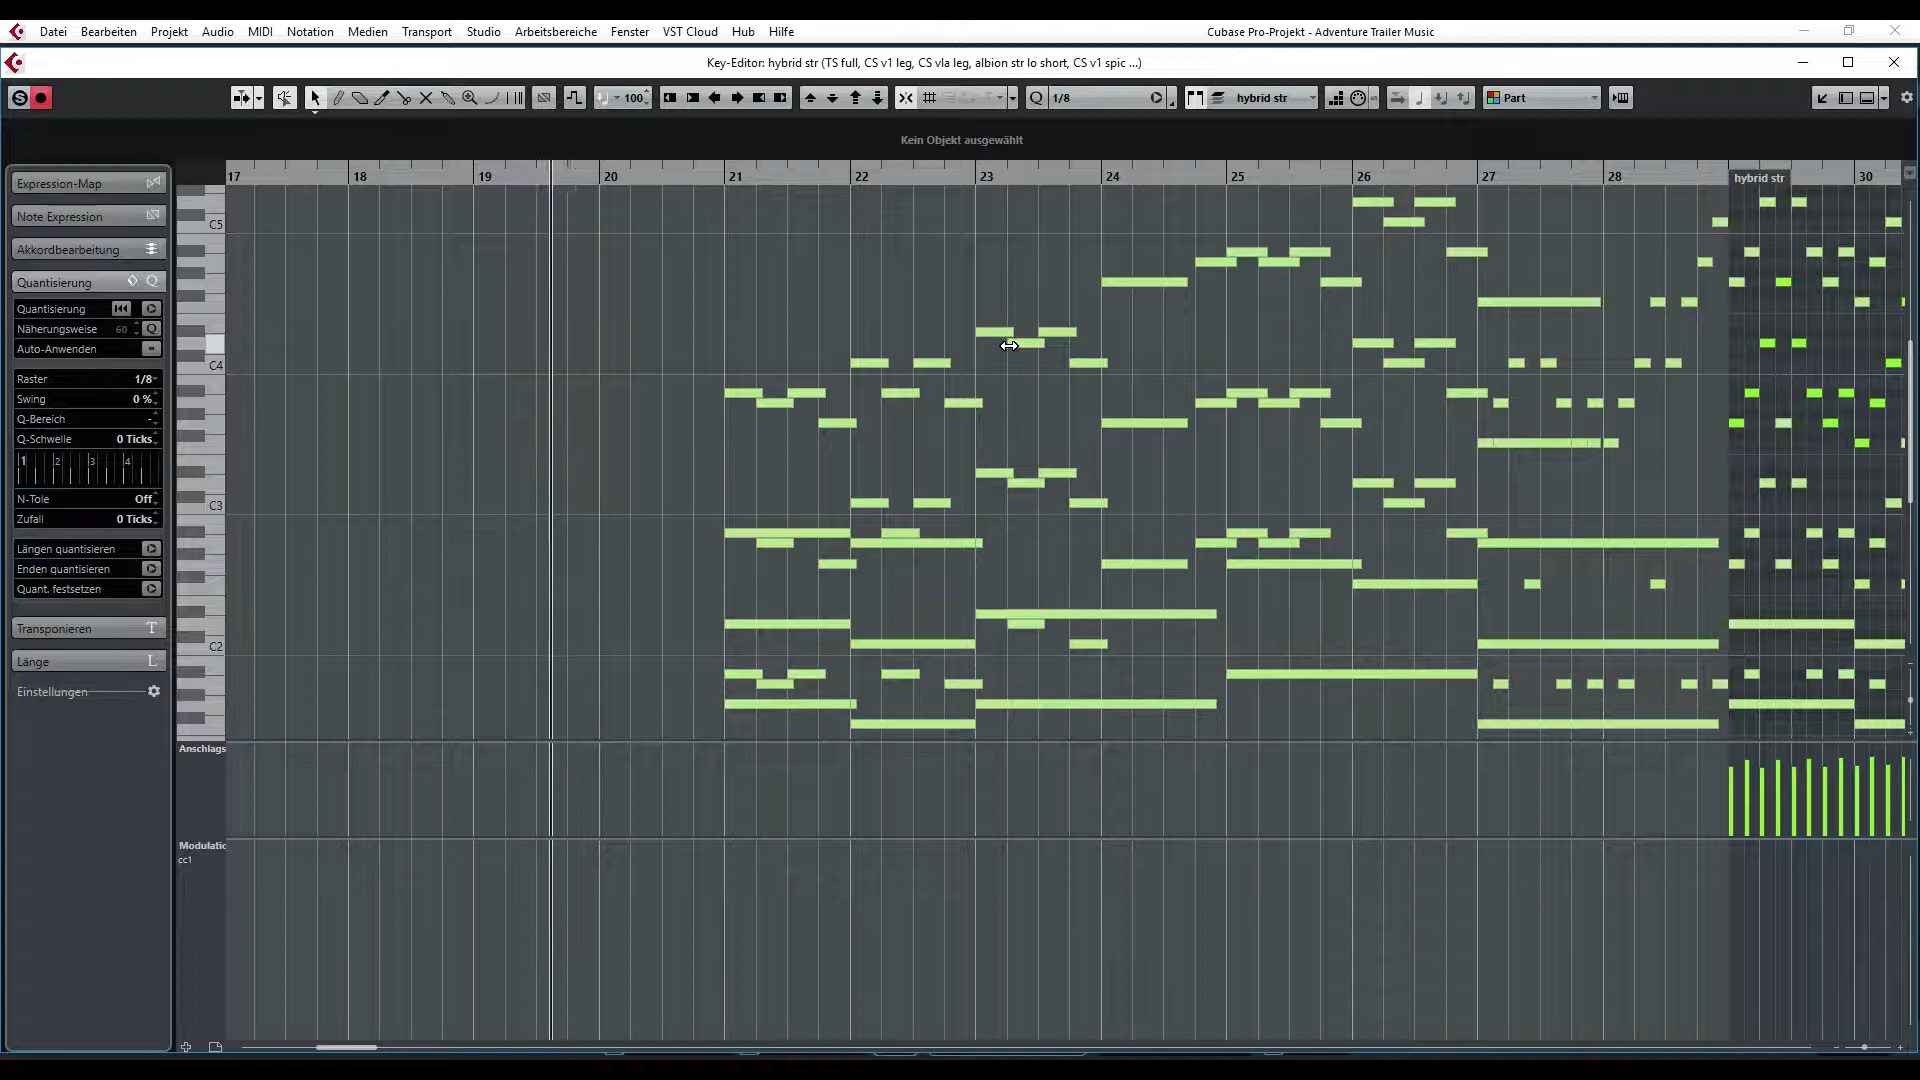 Datei Bearbeiten Projekt Audio MIDI Notation Medien Transport Studio Arbeitsbereiche Fenster VST Cloud Hub Hilfe Cubase Pro-Projekt - Adventure Trailer Music
Key-Editor: hybrid str (TS full, CS v1 leg, CS vla leg, albion str lo short, CS v1 spic ...)
100 Q 1/8 hybrid str Part
Kein Objekt ausgewählt
17 18 19 20 21 22 23 24 25 26 27 28 30
hybrid str
Expression-Map
Note Expression
Akkordbearbeitung
Quantisierung Q
Quantisierung
Näherungsweise 60 Q
Auto-Anwenden
Raster 1/8
Swing 0 %
Q-Bereich -
Q-Schwelle 0 Ticks
1 2 3 4
N-Tole Off
Zufall 0 Ticks
Längen quantisieren
Enden quantisieren
Quant. festsetzen
Transponieren T
Länge L
Einstellungen
C5
C4
C3
C2
Anschlags
Modulatic
cc1